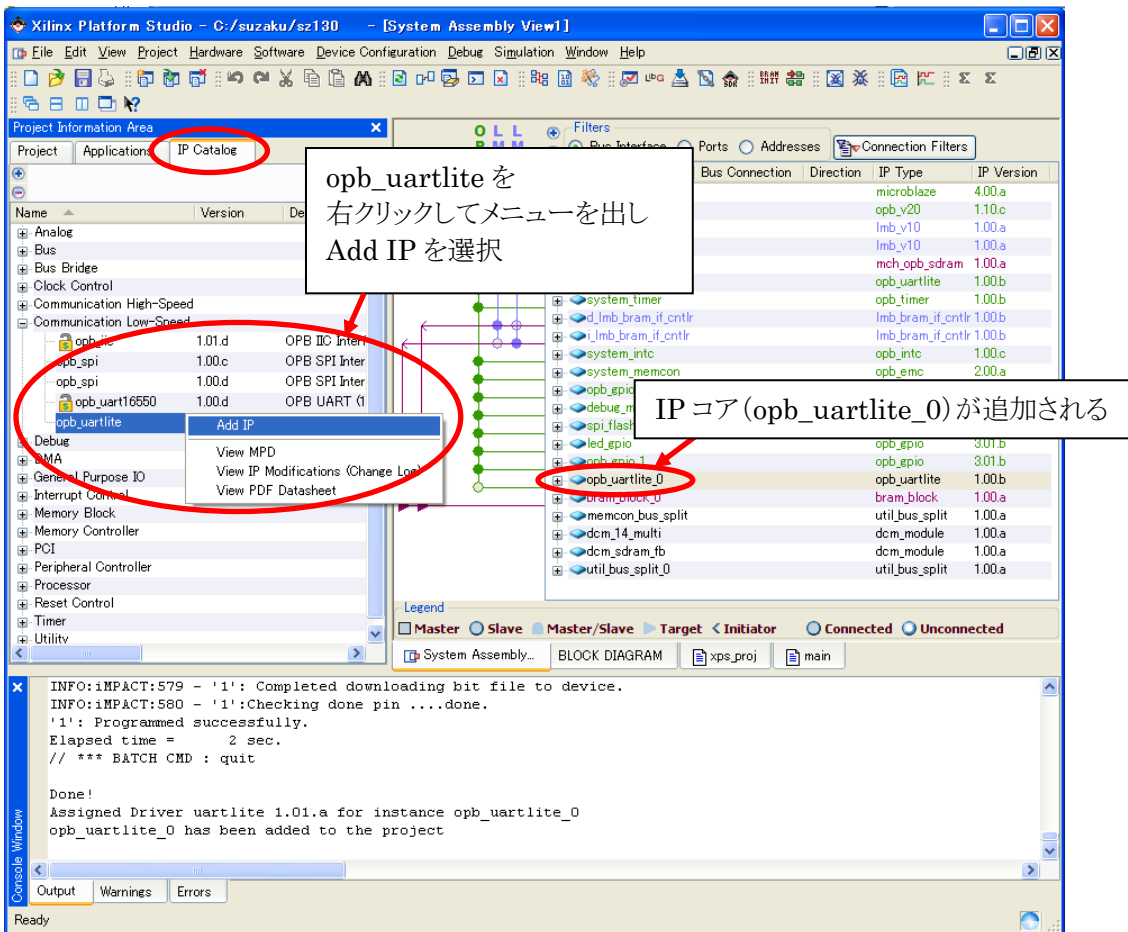 Xilinx Platform Studio - C:/suzaku/sz130 - [System Assembly View1]
File Edit View Project Hardware Software Device Configuration Debug Simulation Window Help
Project Information Area
Project Applications IP Catalog
Name Version
Analog
Bus
Bus Bridge
Clock Control
Communication High-Speed
Communication Low-Speed
1.01.d OPB IIC
opb_spi 1.00.c OPB SPI Inter
opb_spi 1.00.d OPB SPI Inter
opb_uart16550 1.00.d OPB UART (1
opb_uartlite
Debug
DMA
General Purpose IO
Interrupt Control
Memory Block
Memory Controller
PCI
Peripheral Controller
Processor
Reset Control
Timer
Utility
Add IP
View MPD
View IP Modifications (Change Log)
View PDF Datasheet
opb_uartlite を
右クリックしてメニューを出し
Add IP を選択
O L L
Filters
Bus Interface Ports Addresses Connection Filters
Bus Connection Direction IP Type IP Version
microblaze 4.00.a
opb_v20 1.10.c
lmb_v10 1.00.a
lmb_v10 1.00.a
mch_opb_sdram 1.00.a
opb_uartlite 1.00.b
system_timer opb_timer 1.00.b
d_lmb_bram_if_cntlr lmb_bram_if_cntlr 1.00.b
i_lmb_bram_if_cntlr lmb_bram_if_cntlr 1.00.b
system_intc opb_intc 1.00.c
system_memcon opb_emc 2.00.a
IP コア(opb_uartlite_0)が追加される
led_gpio opb_gpio 3.01.b
opb_gpio_1 opb_gpio 3.01.b
opb_uartlite_0 opb_uartlite 1.00.b
bram_block_0 bram_block 1.00.a
memcon_bus_split util_bus_split 1.00.a
dcm_14_multi dcm_module 1.00.a
dcm_sdram_fb dcm_module 1.00.a
util_bus_split_0 util_bus_split 1.00.a
Legend
Master Slave Master/Slave Target Initiator Connected Unconnected
System Assembly... BLOCK DIAGRAM xps_proj main
INFO:iMPACT:579 - '1': Completed downloading bit file to device.
INFO:iMPACT:580 - '1':Checking done pin ....done.
'1': Programmed successfully.
Elapsed time = 2 sec.
// *** BATCH CMD : quit
Done!
Assigned Driver uartlite 1.01.a for instance opb_uartlite_0
opb_uartlite_0 has been added to the project
Console Window
Output Warnings Errors
Ready